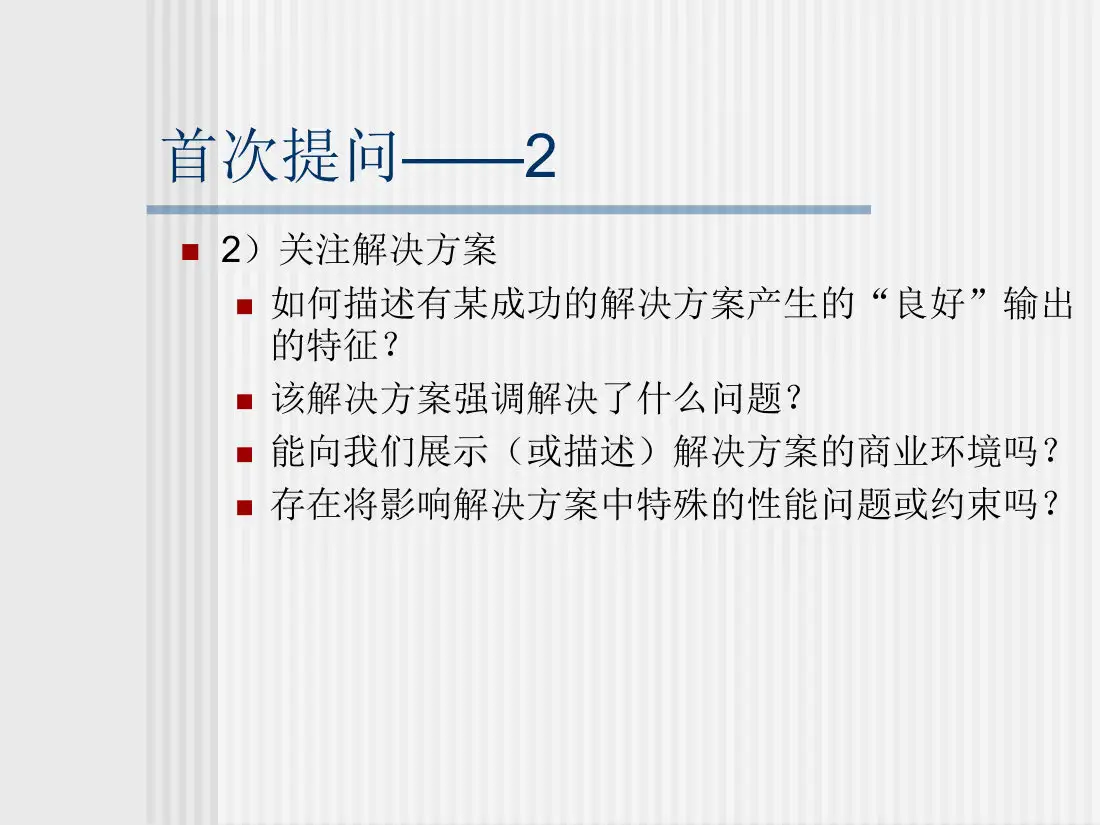 首次提问——2
2）关注解决方案
如何描述有某成功的解决方案产生的“良好”输出
的特征？
该解决方案强调解决了什么问题？
能向我们展示（或描述）解决方案的商业环境吗？
存在将影响解决方案中特殊的性能问题或约束吗？